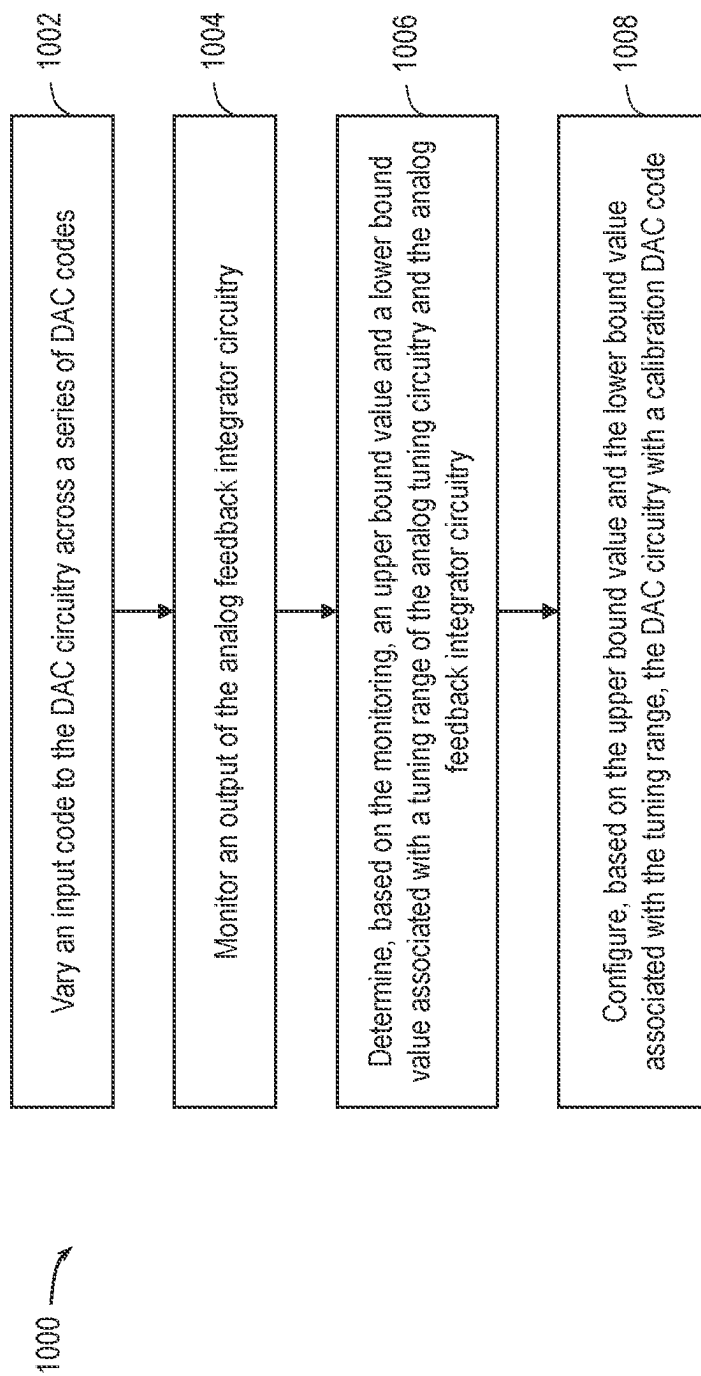 1000
1002
Vary an input code to the DAC circuitry across a series of DAC codes
1004
Monitor an output of the analog feedback integrator circuitry
1006
Determine, based on the monitoring, an upper bound value and a lower bound
value associated with a tuning range of the analog tuning circuitry and the analog
feedback integrator circuitry
1008
Configure, based on the upper bound value and the lower bound value
associated with the tuning range, the DAC circuitry with a calibration DAC code